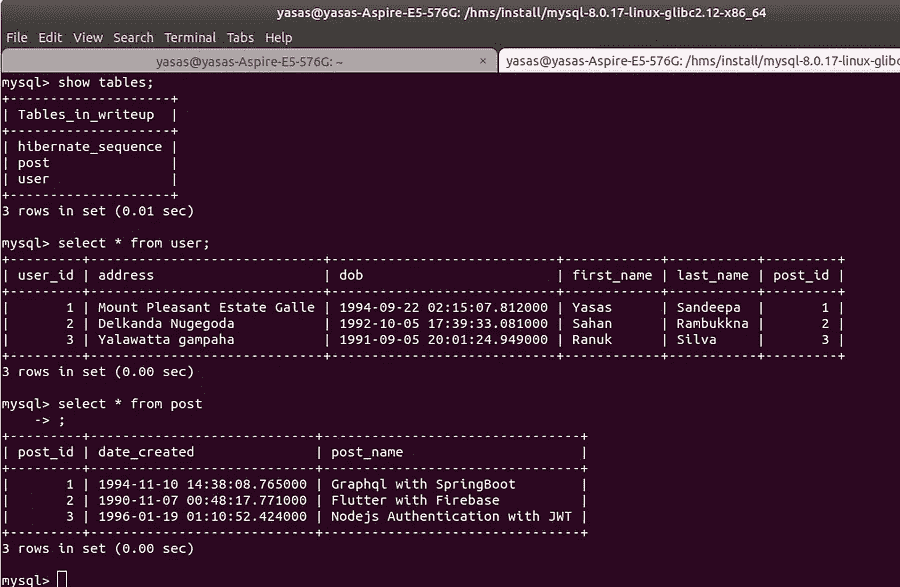 yasas@yasas-Aspire-E5-576G: /hms/install/mysql-8.0.17-linux-glibc2.12-x86_64
File Edit View Search Terminal Tabs Help
yasas@yasas-Aspire-E5-576G: ~ × yasas@yasas-Aspire-E5-576G: /hms/install/mysql-8.0.17-linux-glibc
mysql> show tables;
+--------------------+
| Tables_in_writeup  |
+--------------------+
| hibernate_sequence |
| post               |
| user               |
+--------------------+
3 rows in set (0.01 sec)
mysql> select * from user;
+---------+-----------------------------+----------------------------+------------+-----------+---------+
| user_id | address                     | dob                        | first_name | last_name | post_id |
+---------+-----------------------------+----------------------------+------------+-----------+---------+
|       1 | Mount Pleasant Estate Galle | 1994-09-22 02:15:07.812000 | Yasas      | Sandeepa  |       1 |
|       2 | Delkanda Nugegoda           | 1992-10-05 17:39:33.081000 | Sahan      | Rambukkna |       2 |
|       3 | Yalawatta gampaha           | 1991-09-05 20:01:24.949000 | Ranuk      | Silva     |       3 |
+---------+-----------------------------+----------------------------+------------+-----------+---------+
3 rows in set (0.00 sec)
mysql> select * from post
    -> ;
+---------+----------------------------+--------------------------------+
| post_id | date_created               | post_name                      |
+---------+----------------------------+--------------------------------+
|       1 | 1994-11-10 14:38:08.765000 | Graphql with SpringBoot        |
|       2 | 1990-11-07 00:48:17.771000 | Flutter with Firebase          |
|       3 | 1996-01-19 01:10:52.424000 | Nodejs Authentication with JWT |
+---------+----------------------------+--------------------------------+
3 rows in set (0.00 sec)
mysql>